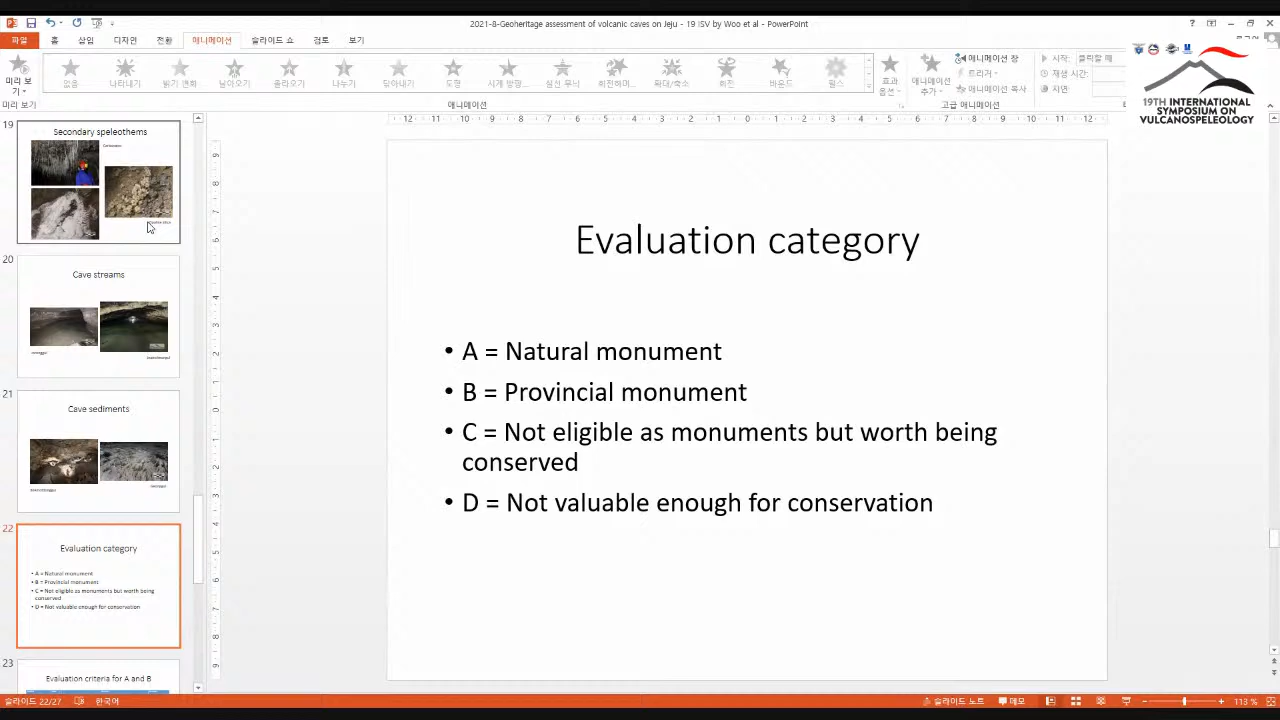 2021-8-Geoheritage assessment of volcanic caves on Jeju - 19 ISV by Woo et al - PowerPoint
파일 홈 삽입 디자인 전환 애니메이션 슬라이드 쇼 검토 보기
미리 보기
없음 나타내기 밝기 변화 날아오기 올라오기 나누기 닦아내기 도형 시계 방향... 실선 무늬 회전하며... 확대/축소 회전 바운드 펄스
효과 옵션
애니메이션 추가
애니메이션 창
트리거
애니메이션 복사
시작: 클릭할 때
재생 시간:
지연:
미리 보기 애니메이션 고급 애니메이션
19TH INTERNATIONAL
SYMPOSIUM ON
VULCANOSPELEOLOGY
19
Secondary speleothems
20
Cave streams
21
Cave sediments
22
Evaluation category
A = Natural monument
B = Provincial monument
C = Not eligible as monuments but worth being
conserved
D = Not valuable enough for conservation
23
Evaluation criteria for A and B
Evaluation category
• A = Natural monument
• B = Provincial monument
• C = Not eligible as monuments but worth being
conserved
• D = Not valuable enough for conservation
슬라이드 22/27 한국어 슬라이드 노트 메모 113 %